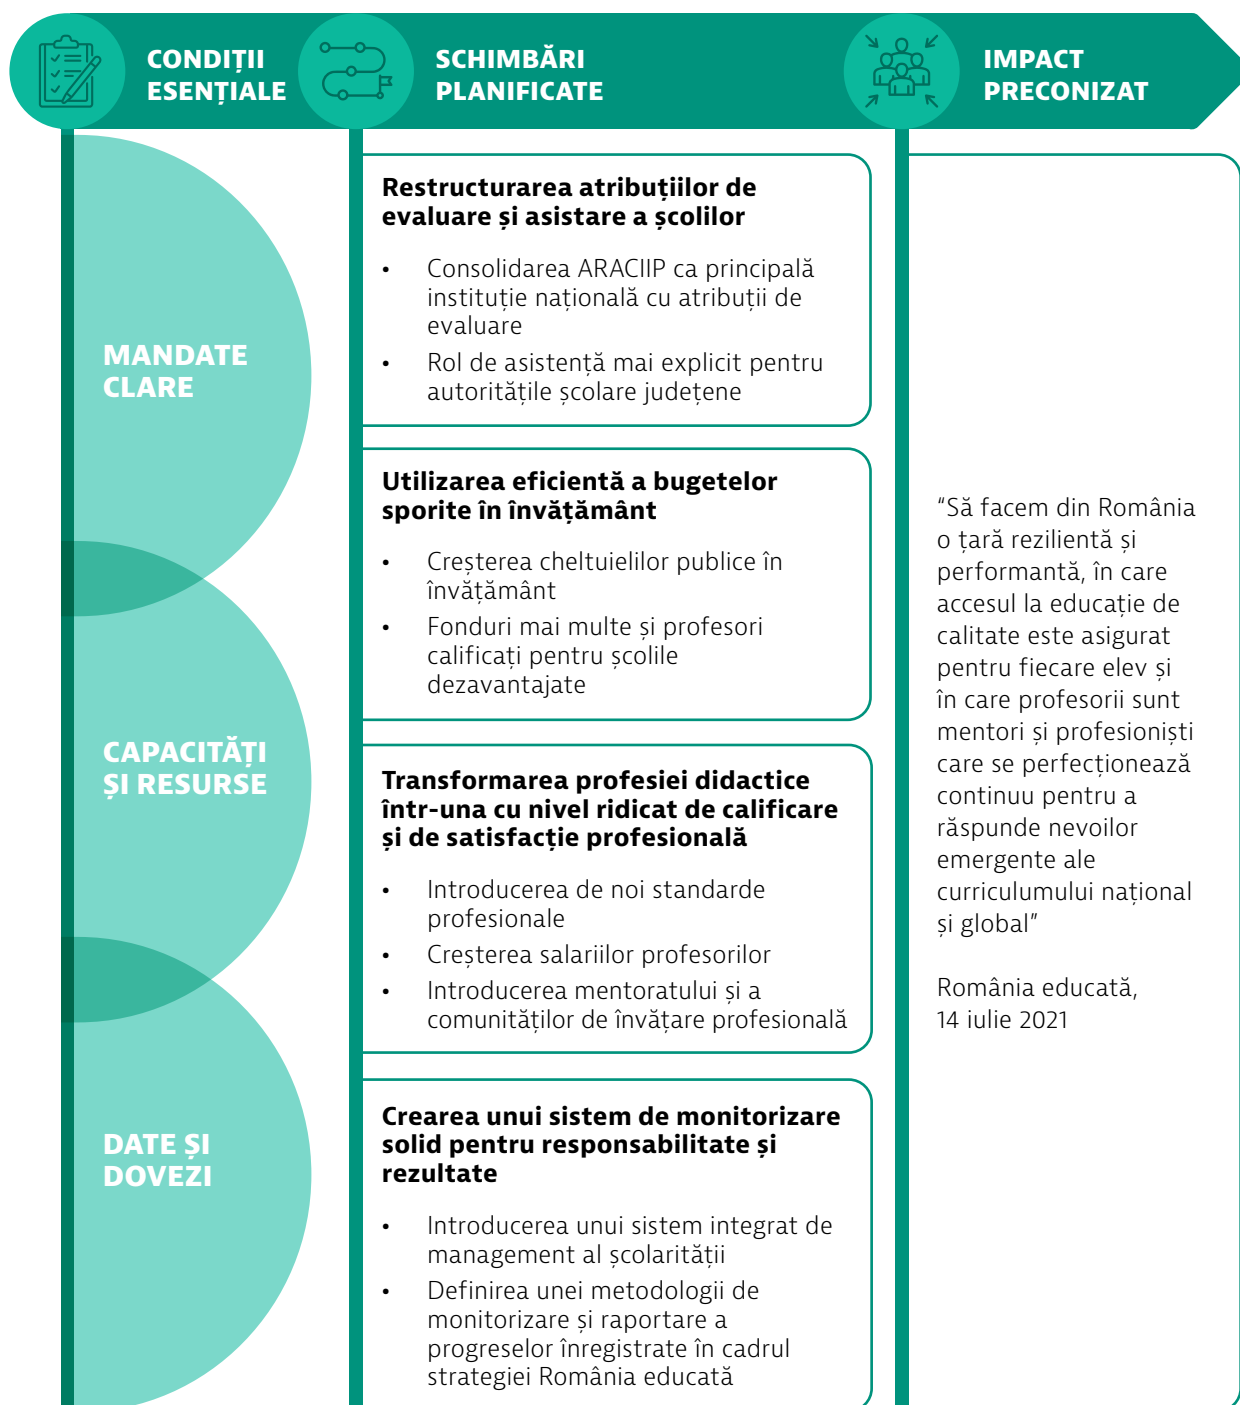 CONDIȚII
ESENȚIALE
SCHIMBĂRI
PLANIFICATE
IMPACT
PRECONIZAT
MANDATE
CLARE
CAPACITĂȚI
ȘI RESURSE
DATE ȘI
DOVEZI
Restructurarea atribuțiilor de
evaluare și asistare a școlilor
• Consolidarea ARACIIP ca principală
instituție națională cu atribuții de
evaluare
• Rol de asistență mai explicit pentru
autoritățile școlare județene
Utilizarea eficientă a bugetelor
sporite în învățământ
• Creșterea cheltuielilor publice în
învățământ
• Fonduri mai multe și profesori
calificați pentru școlile
dezavantajate
Transformarea profesiei didactice
într-una cu nivel ridicat de calificare
și de satisfacție profesională
• Introducerea de noi standarde
profesionale
• Creșterea salariilor profesorilor
• Introducerea mentoratului și a
comunităților de învățare profesională
Crearea unui sistem de monitorizare
solid pentru responsabilitate și
rezultate
• Introducerea unui sistem integrat de
management al școlarității
• Definirea unei metodologii de
monitorizare și raportare a
progreselor înregistrate în cadrul
strategiei România educată
“Să facem din România
o țară rezilientă și
performantă, în care
accesul la educație de
calitate este asigurat
pentru fiecare elev și
în care profesorii sunt
mentori și profesioniști
care se perfecționează
continuu pentru a
răspunde nevoilor
emergente ale
curriculumului național
și global”
România educată,
14 iulie 2021